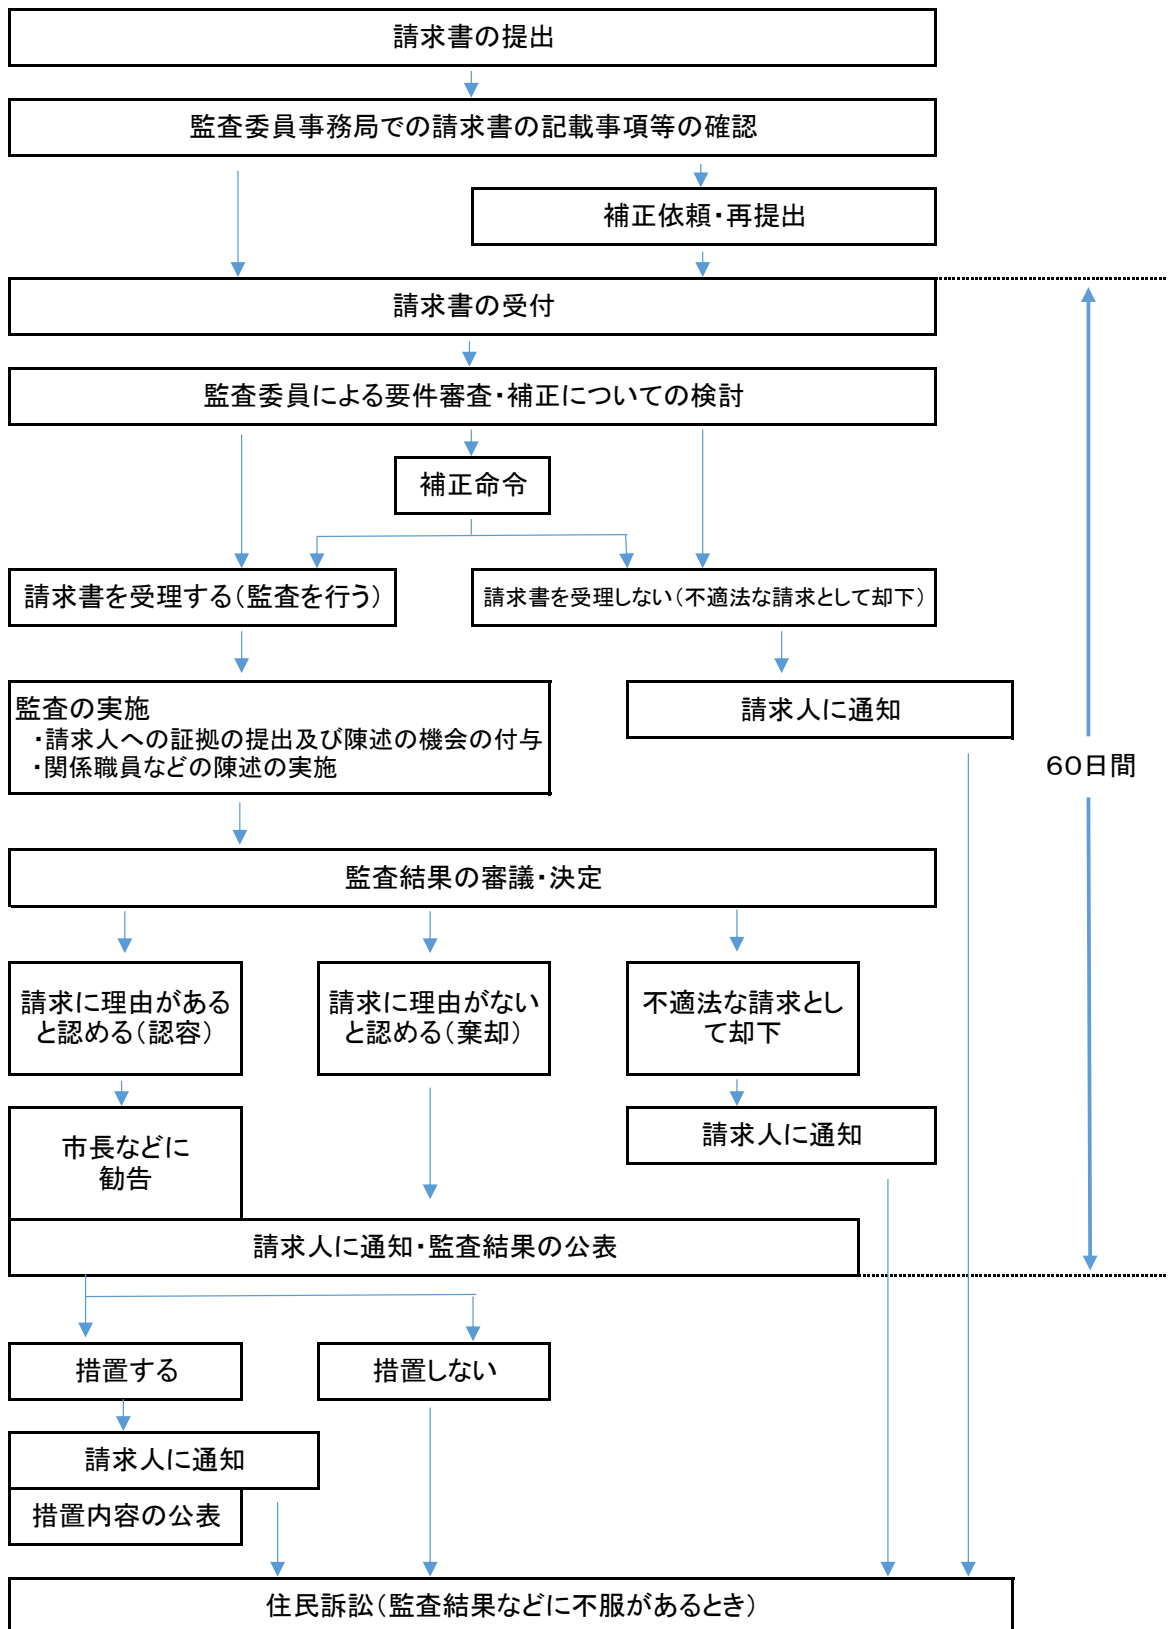 請求書の提出
監査委員事務局での請求書の記載事項等の確認
補正依頼・再提出
請求書の受付
監査委員による要件審査・補正についての検討
補正命令
請求書を受理する（監査を行う）
請求書を受理しない（不適法な請求として却下）
監査の実施
・請求人への証拠の提出及び陳述の機会の付与
・関係職員などの陳述の実施
請求人に通知
60日間
監査結果の審議・決定
請求に理由がある
と認める（認容）
請求に理由がない
と認める（棄却）
不適法な請求とし
て却下
市長などに
勧告
請求人に通知
請求人に通知・監査結果の公表
措置する
措置しない
請求人に通知
措置内容の公表
住民訴訟（監査結果などに不服があるとき）